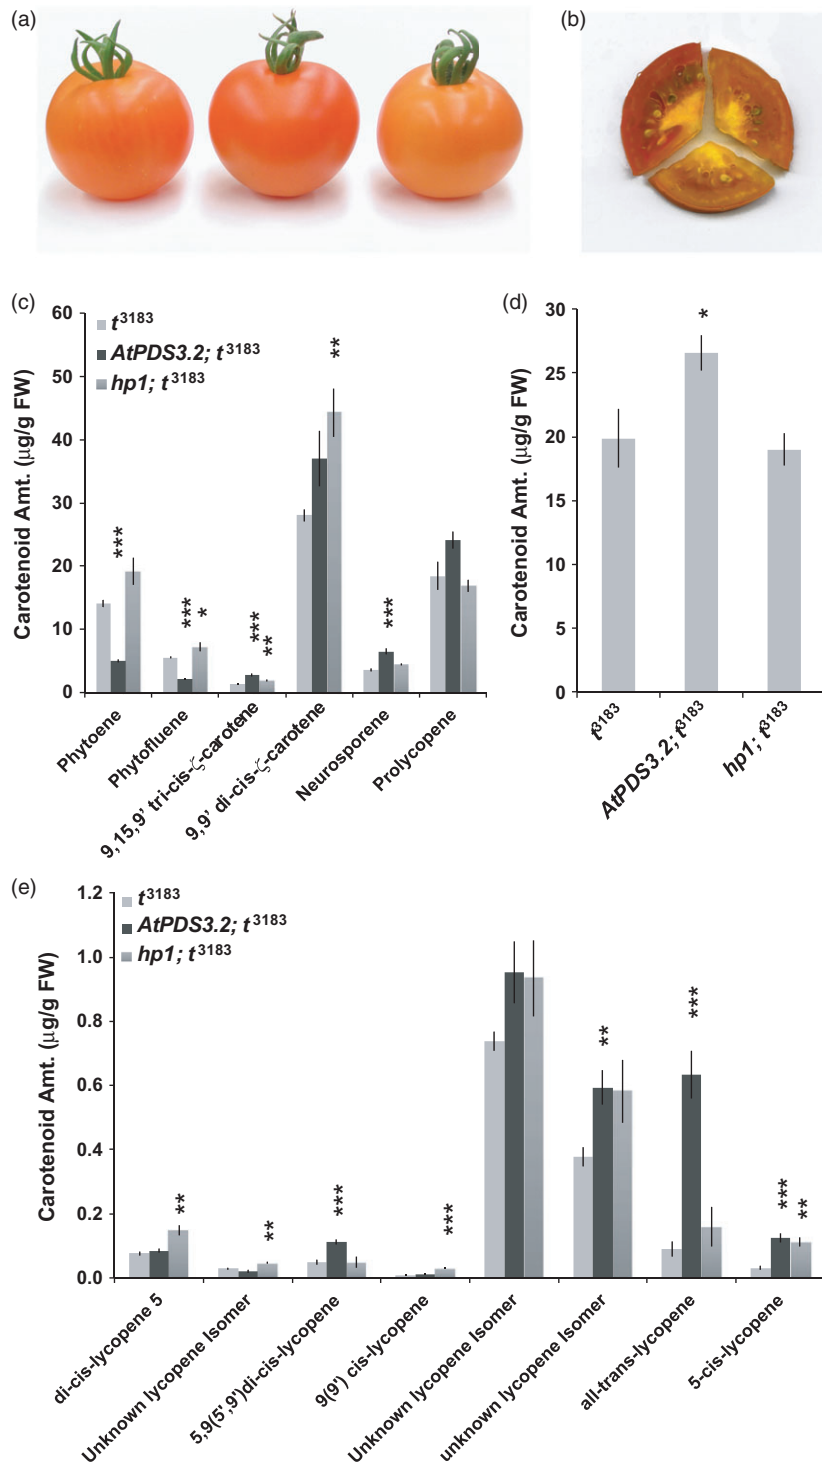 (a)
(b)
(c)
Carotenoid Amt. (µg/g FW)
60
50
40
30
20
10
0
t3183
AtPDS3.2; t3183
hp1; t3183
***
***
*
***
**
**
***
Phytoene
Phytofluene
9,15,9' tri-cis-ζ-carotene
9,9' di-cis-ζ-carotene
Neurosporene
Prolycopene
(d)
Carotenoid Amt. (µg/g FW)
30
25
20
15
10
5
0
*
t3183
AtPDS3.2; t3183
hp1; t3183
(e)
Carotenoid Amt. (µg/g FW)
1.2
1.0
0.8
0.6
0.4
0.2
0.0
t3183
AtPDS3.2; t3183
hp1; t3183
**
**
***
***
**
***
***
**
di-cis-lycopene 5
Unknown lycopene Isomer
5,9(5',9')di-cis-lycopene
9(9') cis-lycopene
Unknown lycopene Isomer
unknown lycopene Isomer
all-trans-lycopene
5-cis-lycopene